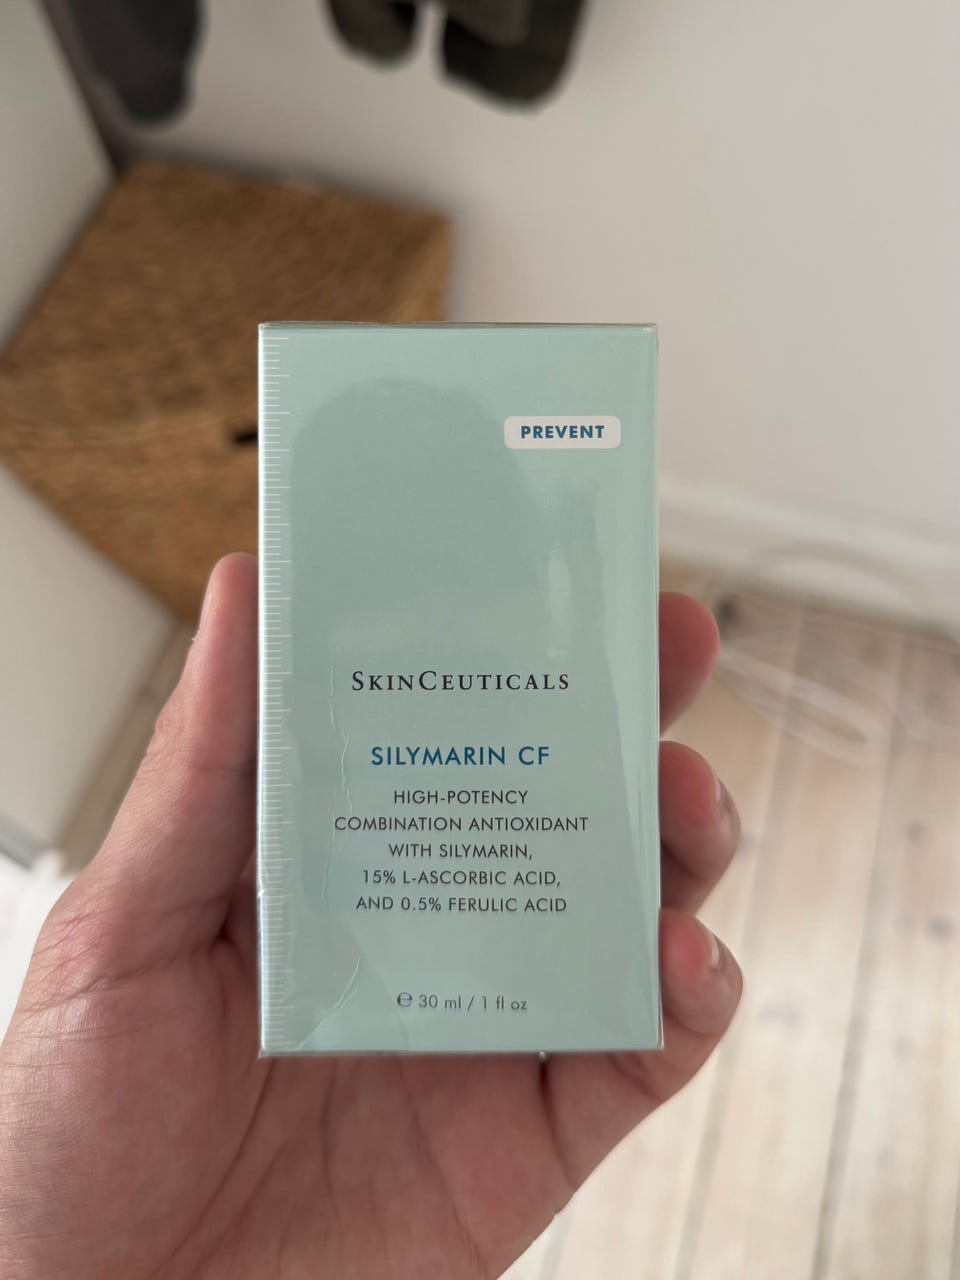 PREVENT
SKINCEUTICALS
SILYMARIN CF
HIGH-POTENCY
COMBINATION ANTIOXIDANT
WITH SILYMARIN,
15% L-ASCORBIC ACID,
AND 0.5% FERULIC ACID
℮ 30 ml / 1 fl oz